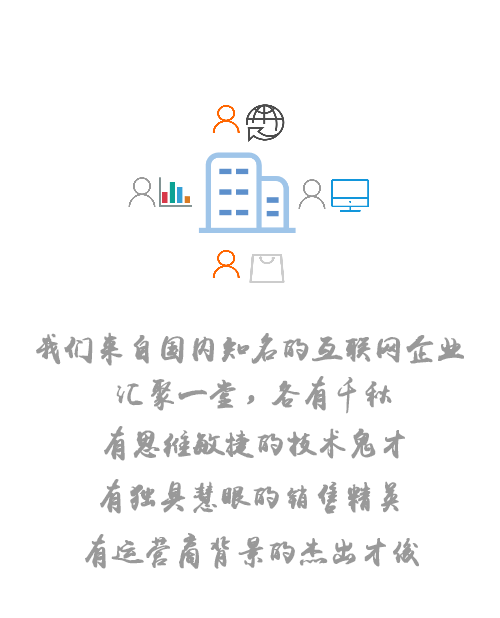 我们来自国内知名的互联网企业
汇聚一堂，各有千秋
有思维敏捷的技术鬼才
有独具慧眼的销售精英
有运营商背景的杰出才俊